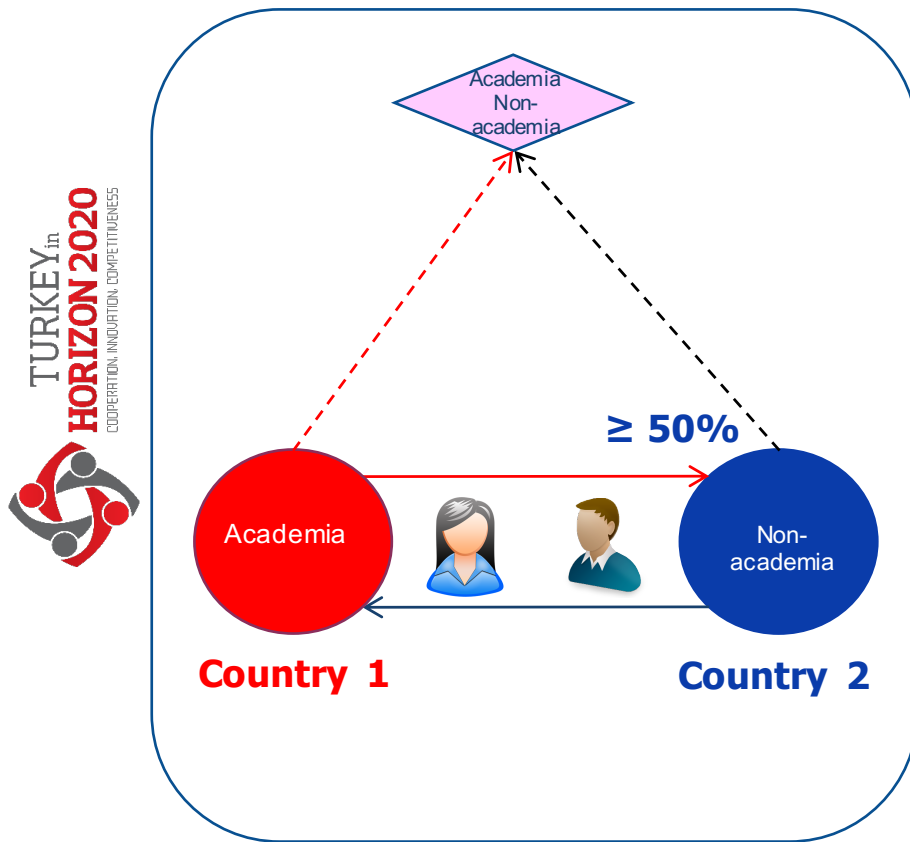 Academia
Non-
academia
TURKEY in
HORIZON 2020
COOPERATION, INNOVATION, COMPETITIVENESS
≥ 50%
Academia
Non-
academia
Country 1
Country 2